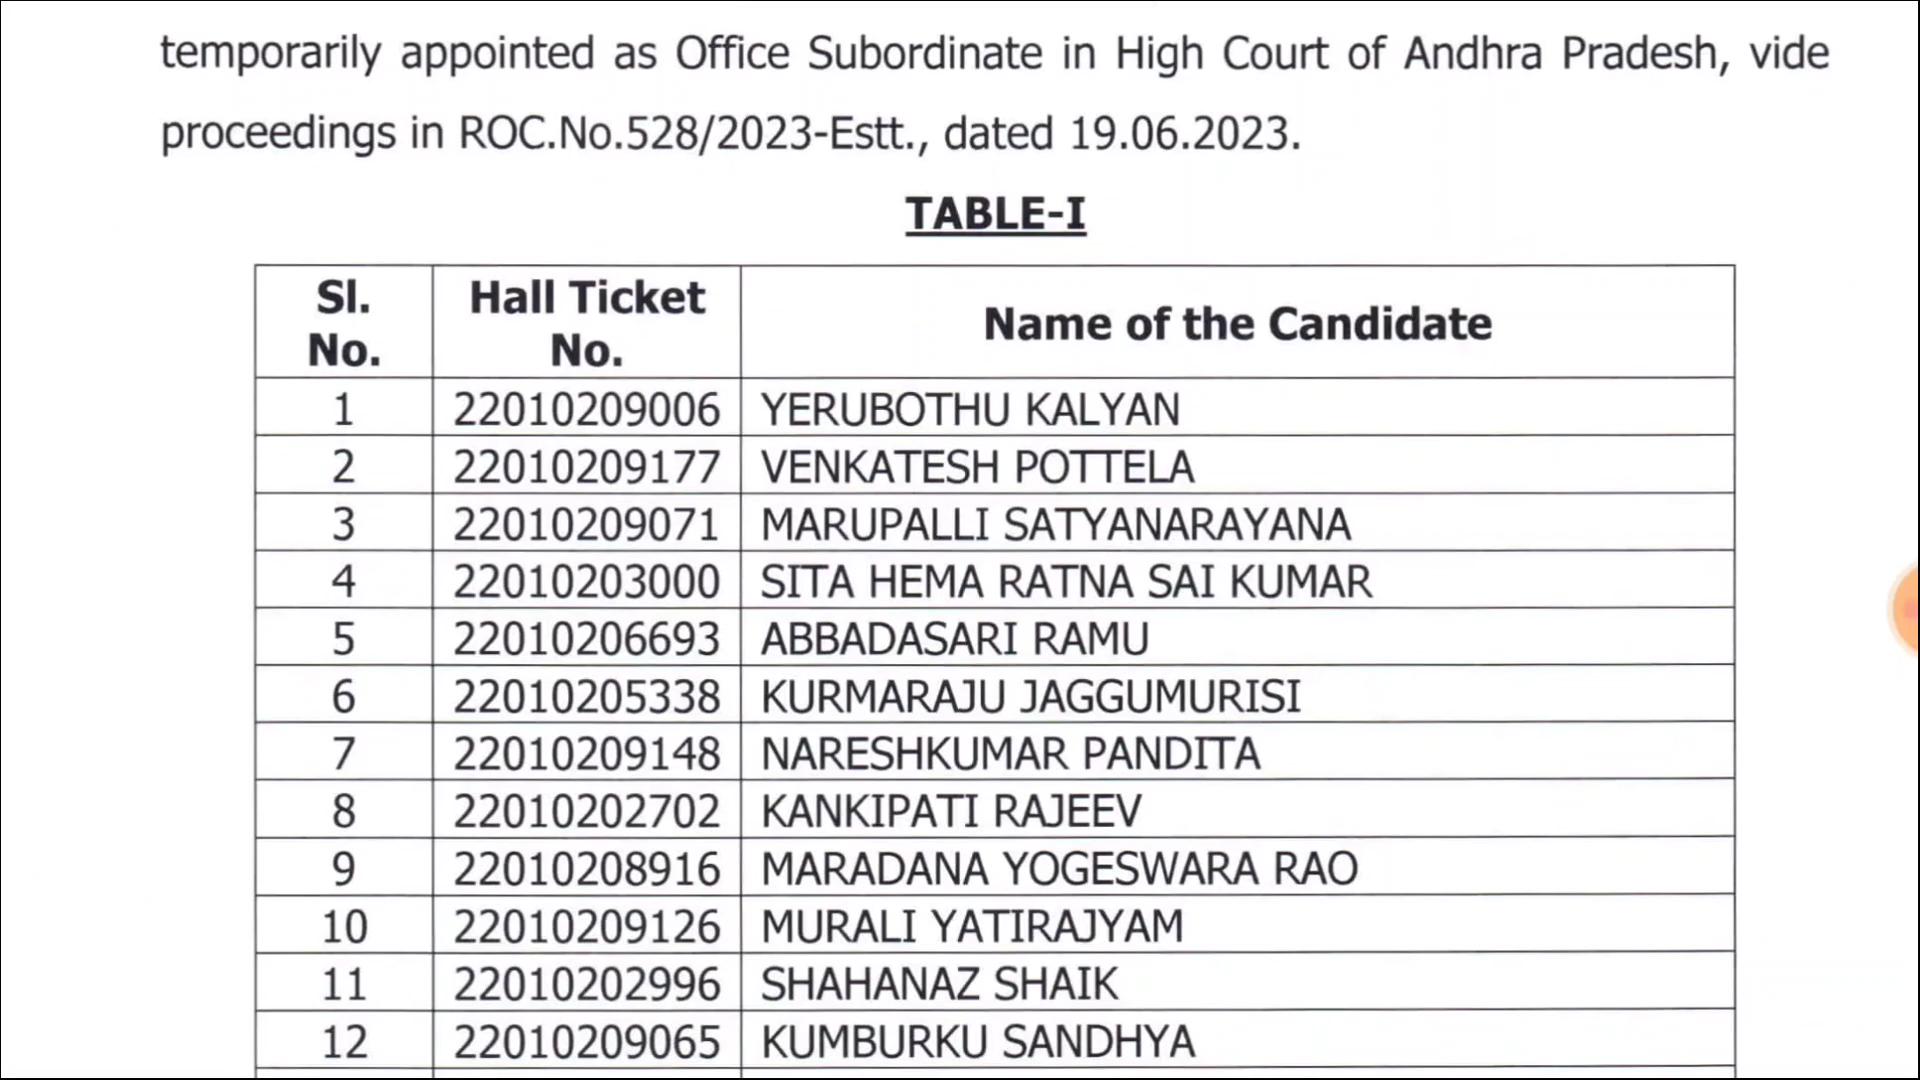 temporarily appointed as Office Subordinate in High Court of Andhra Pradesh, vide
proceedings in ROC.No.528/2023-Estt., dated 19.06.2023.
TABLE-I
Sl. No. Hall Ticket No. Name of the Candidate
1 22010209006 YERUBOTHU KALYAN
2 22010209177 VENKATESH POTTELA
3 22010209071 MARUPALLI SATYANARAYANA
4 22010203000 SITA HEMA RATNA SAI KUMAR
5 22010206693 ABBADASARI RAMU
6 22010205338 KURMARAJU JAGGUMURISI
7 22010209148 NARESHKUMAR PANDITA
8 22010202702 KANKIPATI RAJEEV
9 22010208916 MARADANA YOGESWARA RAO
10 22010209126 MURALI YATIRAJYAM
11 22010202996 SHAHANAZ SHAIK
12 22010209065 KUMBURKU SANDHYA